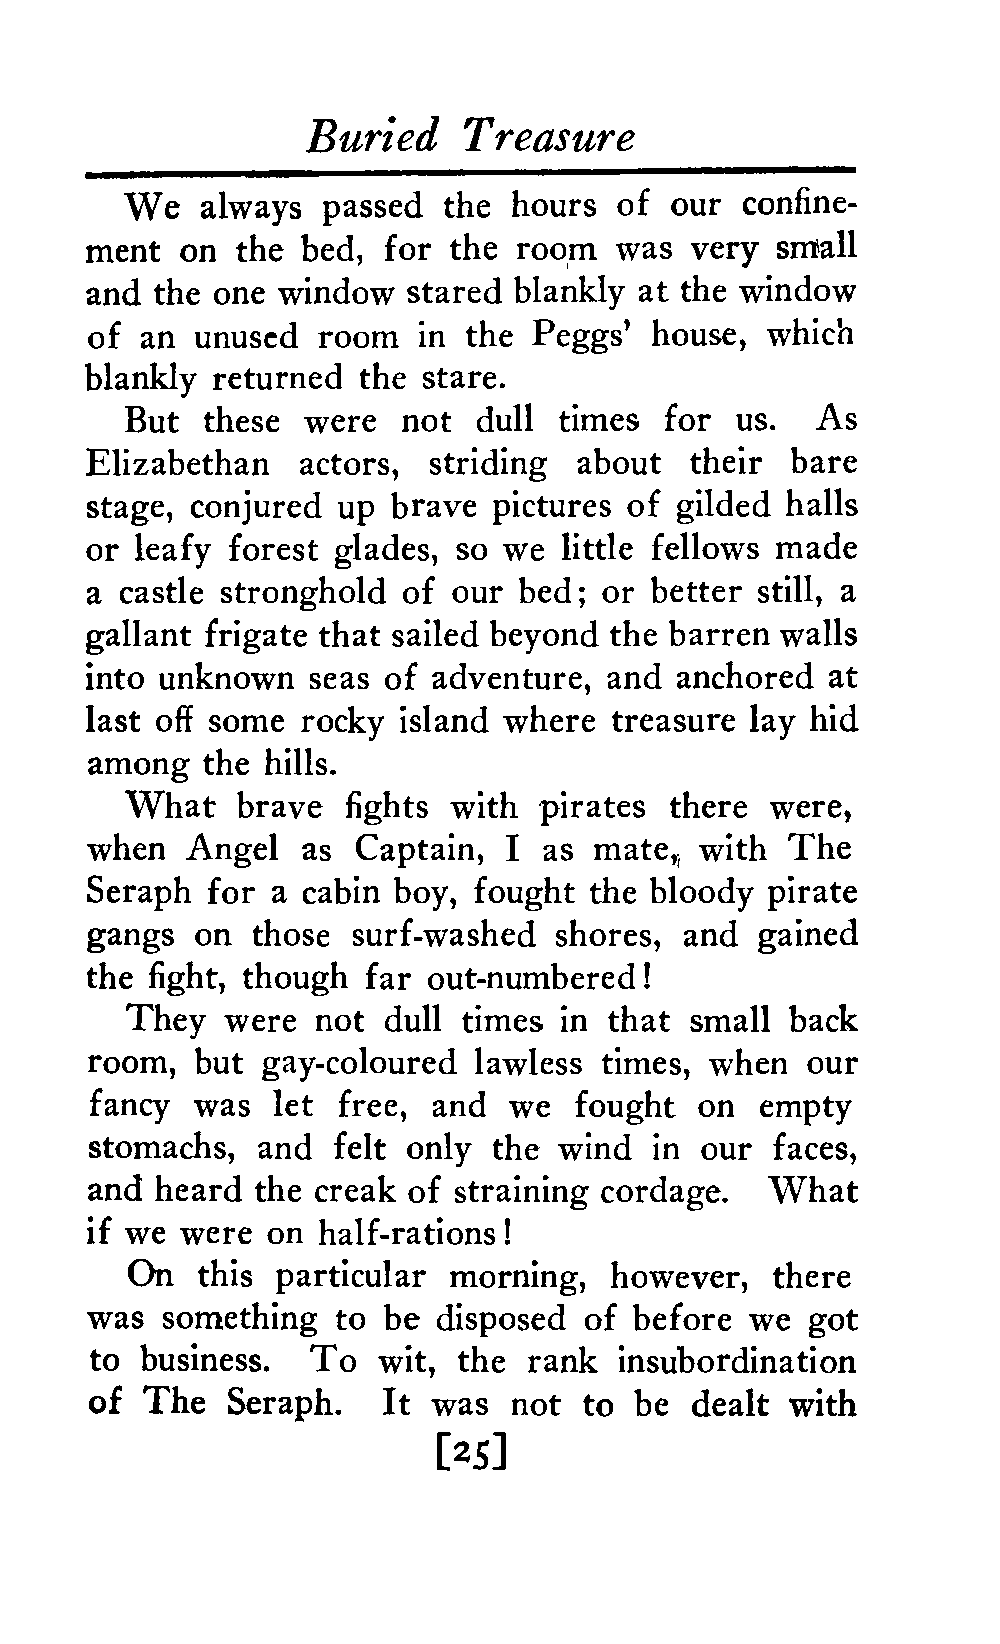 Buried Treasure
We always passed the hours of our confine-
ment on the bed, for the room was very small
and the one window stared blankly at the window
of an unused room in the Peggs' house, which
blankly returned the stare.
But these were not dull times for us. As
Elizabethan actors, striding about their bare
stage, conjured up brave pictures of gilded halls
or leafy forest glades, so we little fellows made
a castle stronghold of our bed; or better still, a
gallant frigate that sailed beyond the barren walls
into unknown seas of adventure, and anchored at
last off some rocky island where treasure lay hid
among the hills.
What brave fights with pirates there were,
when Angel as Captain, I as mate, with The
Seraph for a cabin boy, fought the bloody pirate
gangs on those surf-washed shores, and gained
the fight, though far out-numbered!
They were not dull times in that small back
room, but gay-coloured lawless times, when our
fancy was let free, and we fought on empty
stomachs, and felt only the wind in our faces,
and heard the creak of straining cordage. What
if we were on half-rations!
On this particular morning, however, there
was something to be disposed of before we got
to business. To wit, the rank insubordination
of The Seraph. It was not to be dealt with
[25]